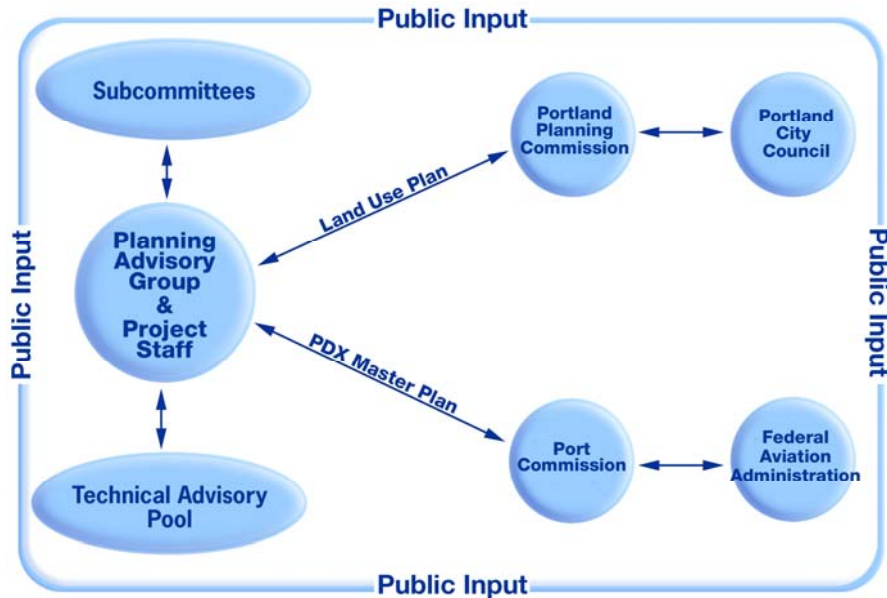 Public Input
Subcommittees
Portland
Planning
Commission
Portland
City
Council
Land Use Plan
Planning
Advisory
Group
&
Project
Staff
Public Input
Public Input
PDX Master Plan
Port
Commission
Federal
Aviation
Administration
Technical Advisory
Pool
Public Input